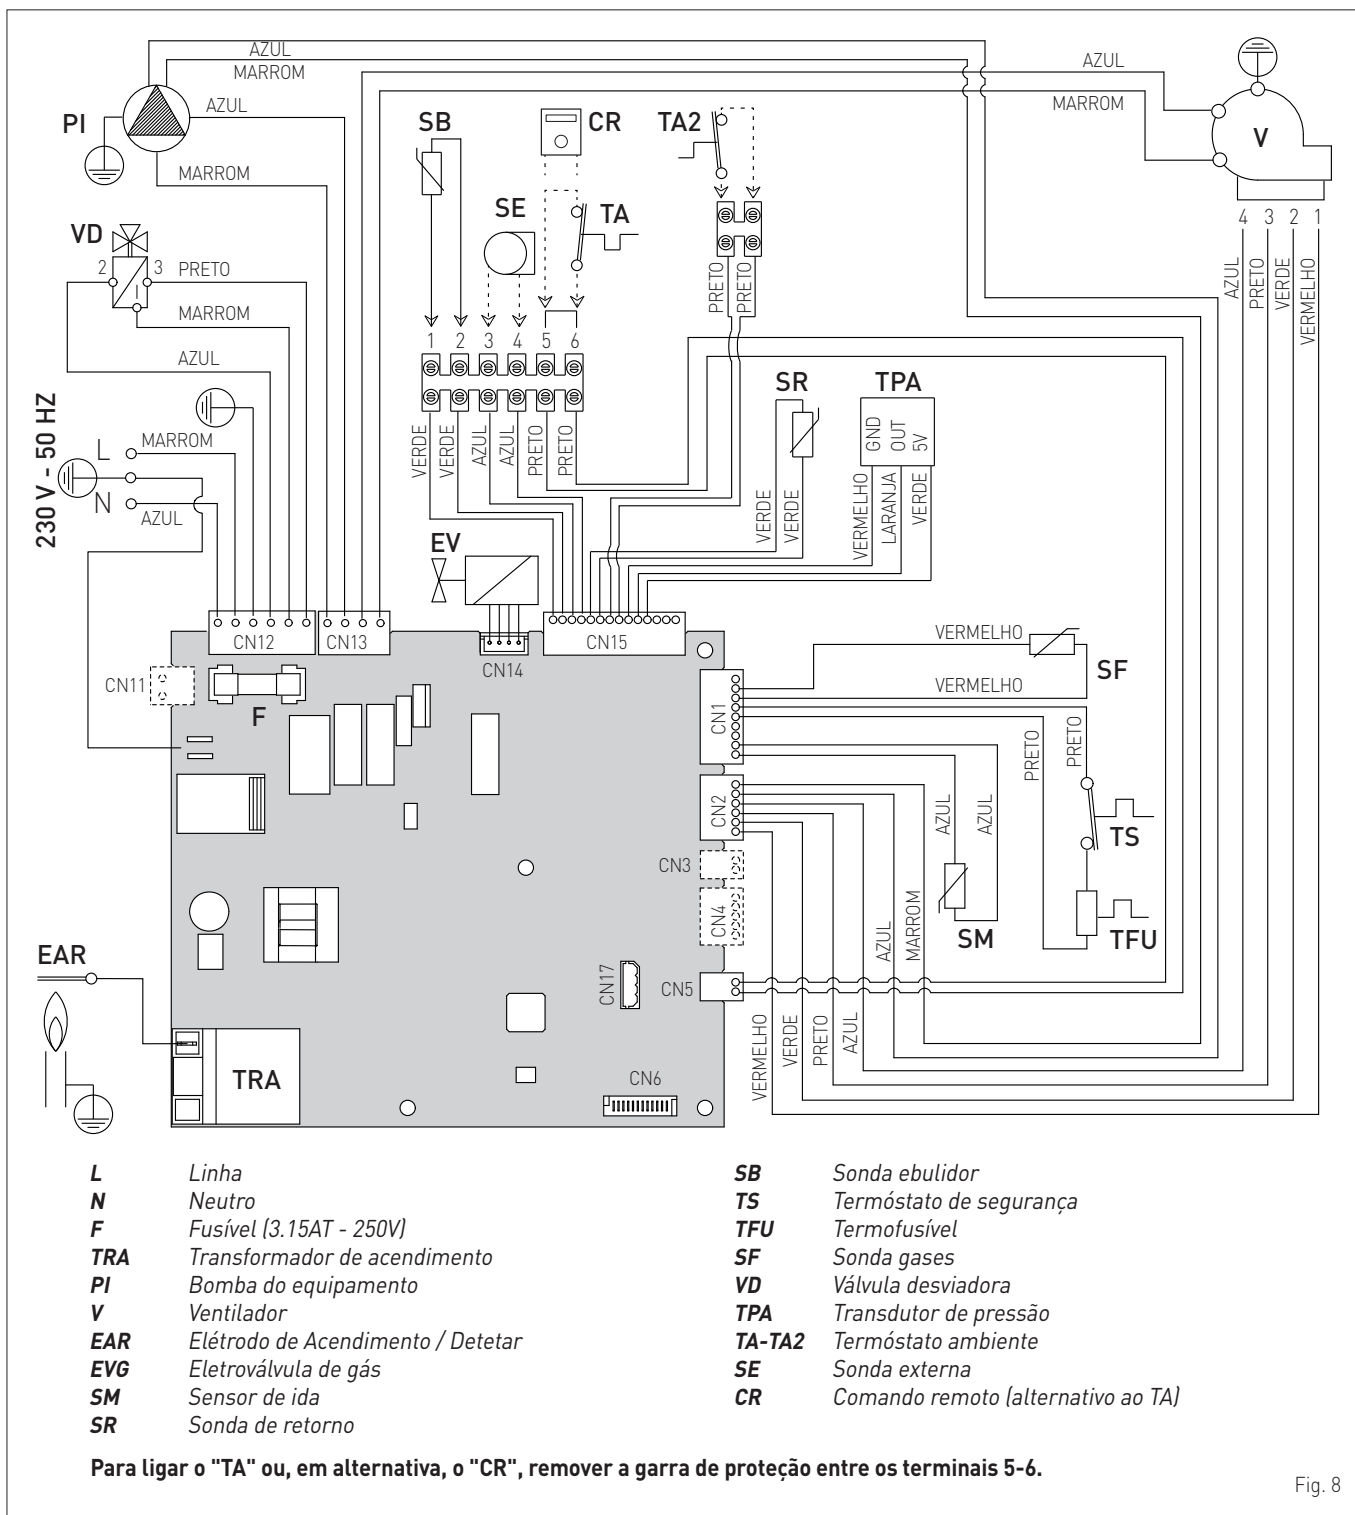 AZUL
MARROM
AZUL
MARROM
PI
AZUL
MARROM
SB
CR
TA2
V
SE
TA
4 3 2 1
AZUL
PRETO
VERDE
VERMELHO
VD
2
3
PRETO
MARROM
AZUL
PRETO
PRETO
1 2 3 4 5 6
230 V - 50 HZ
L
MARROM
N
AZUL
VERDE
VERDE
AZUL
AZUL
PRETO
PRETO
SR
VERDE
VERDE
TPA
GND
OUT
5V
VERMELHO
LARANJA
VERDE
EV
CN12
CN13
CN14
CN15
CN11
F
VERMELHO
VERMELHO
SF
CN1
CN2
AZUL
AZUL
PRETO
PRETO
TS
CN3
CN4
SM
TFU
AZUL
MARROM
EAR
CN17
CN5
VERMELHO
VERDE
PRETO
AZUL
TRA
CN6
L Linha
N Neutro
F Fusível (3.15AT - 250V)
TRA Transformador de acendimento
PI Bomba do equipamento
V Ventilador
EAR Elétrodo de Acendimento / Detetar
EVG Eletroválvula de gás
SM Sensor de ida
SR Sonda de retorno
SB Sonda ebulidor
TS Termóstato de segurança
TFU Termofusível
SF Sonda gases
VD Válvula desviadora
TPA Transdutor de pressão
TA-TA2 Termóstato ambiente
SE Sonda externa
CR Comando remoto (alternativo ao TA)
Para ligar o "TA" ou, em alternativa, o "CR", remover a garra de proteção entre os terminais 5-6.
Fig. 8